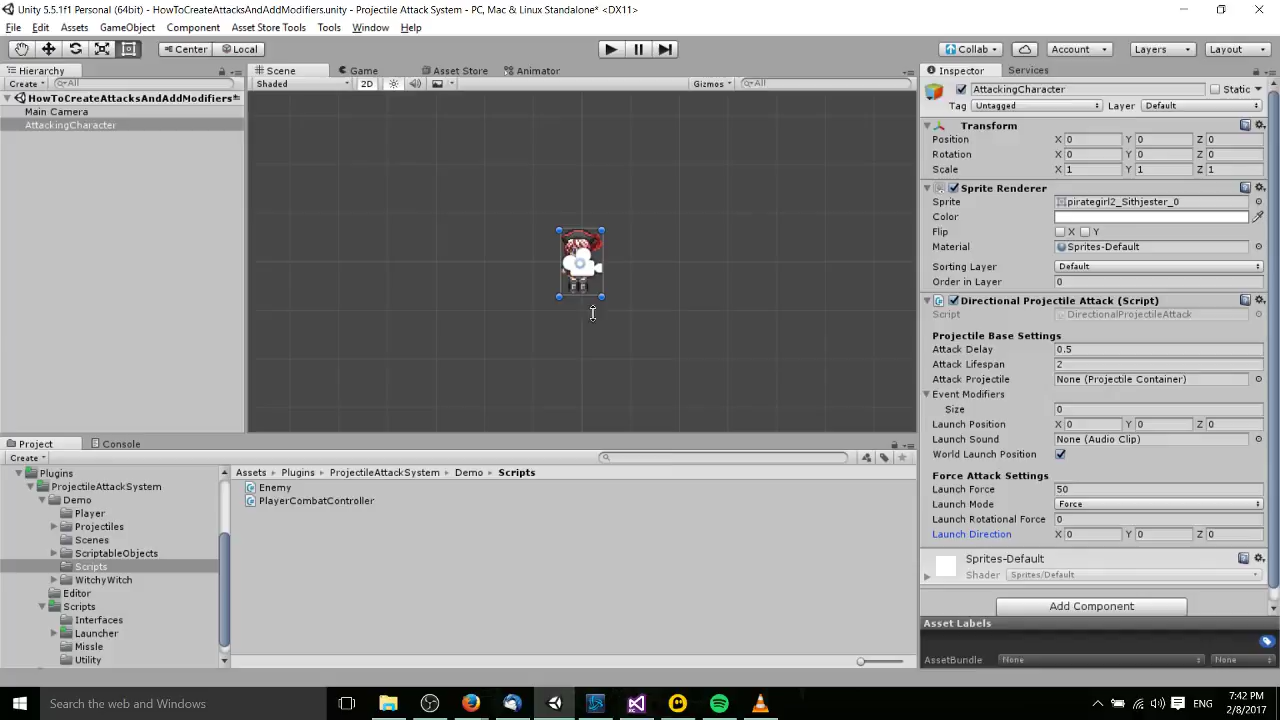 Unity 5.5.1f1 Personal (64bit) - HowToCreateAttacksAndAddModifiers.unity - Projectile Attack System - PC, Mac & Linux Standalone* <DX11>
File Edit Assets GameObject Component Asset Store Tools Tools Window Help
Center Local Collab Account Layers Layout
Hierarchy Scene Game Asset Store Animator Inspector Services
Create All Shaded 2D Gizmos All AttackingCharacter Static
HowToCreateAttacksAndAddModifiers* Tag Untagged Layer Default
Main Camera
AttackingCharacter
Transform
Position X 0 Y 0 Z 0
Rotation X 0 Y 0 Z 0
Scale X 1 Y 1 Z 1
Sprite Renderer
Sprite pirategirl2_Sithjester_0
Color
Flip X Y
Material Sprites-Default
Sorting Layer Default
Order in Layer 0
Directional Projectile Attack (Script)
Script DirectionalProjectileAttack
Projectile Base Settings
Attack Delay 0.5
Attack Lifespan 2
Attack Projectile None (Projectile Container)
Event Modifiers
Size 0
Launch Position X 0 Y 0 Z 0
Launch Sound None (Audio Clip)
World Launch Position
Force Attack Settings
Launch Force 50
Launch Mode Force
Launch Rotational Force 0
Launch Direction X 0 Y 0 Z 0
Sprites-Default
Shader Sprites/Default
Add Component
Asset Labels
AssetBundle None None
Project Console
Create
Plugins
ProjectileAttackSystem
Demo
Player
Projectiles
Scenes
ScriptableObjects
Scripts
WitchyWitch
Editor
Scripts
Interfaces
Launcher
Missle
Utility
Assets Plugins ProjectileAttackSystem Demo Scripts
Enemy
PlayerCombatController
Search the web and Windows
ENG
7:42 PM
2/8/2017